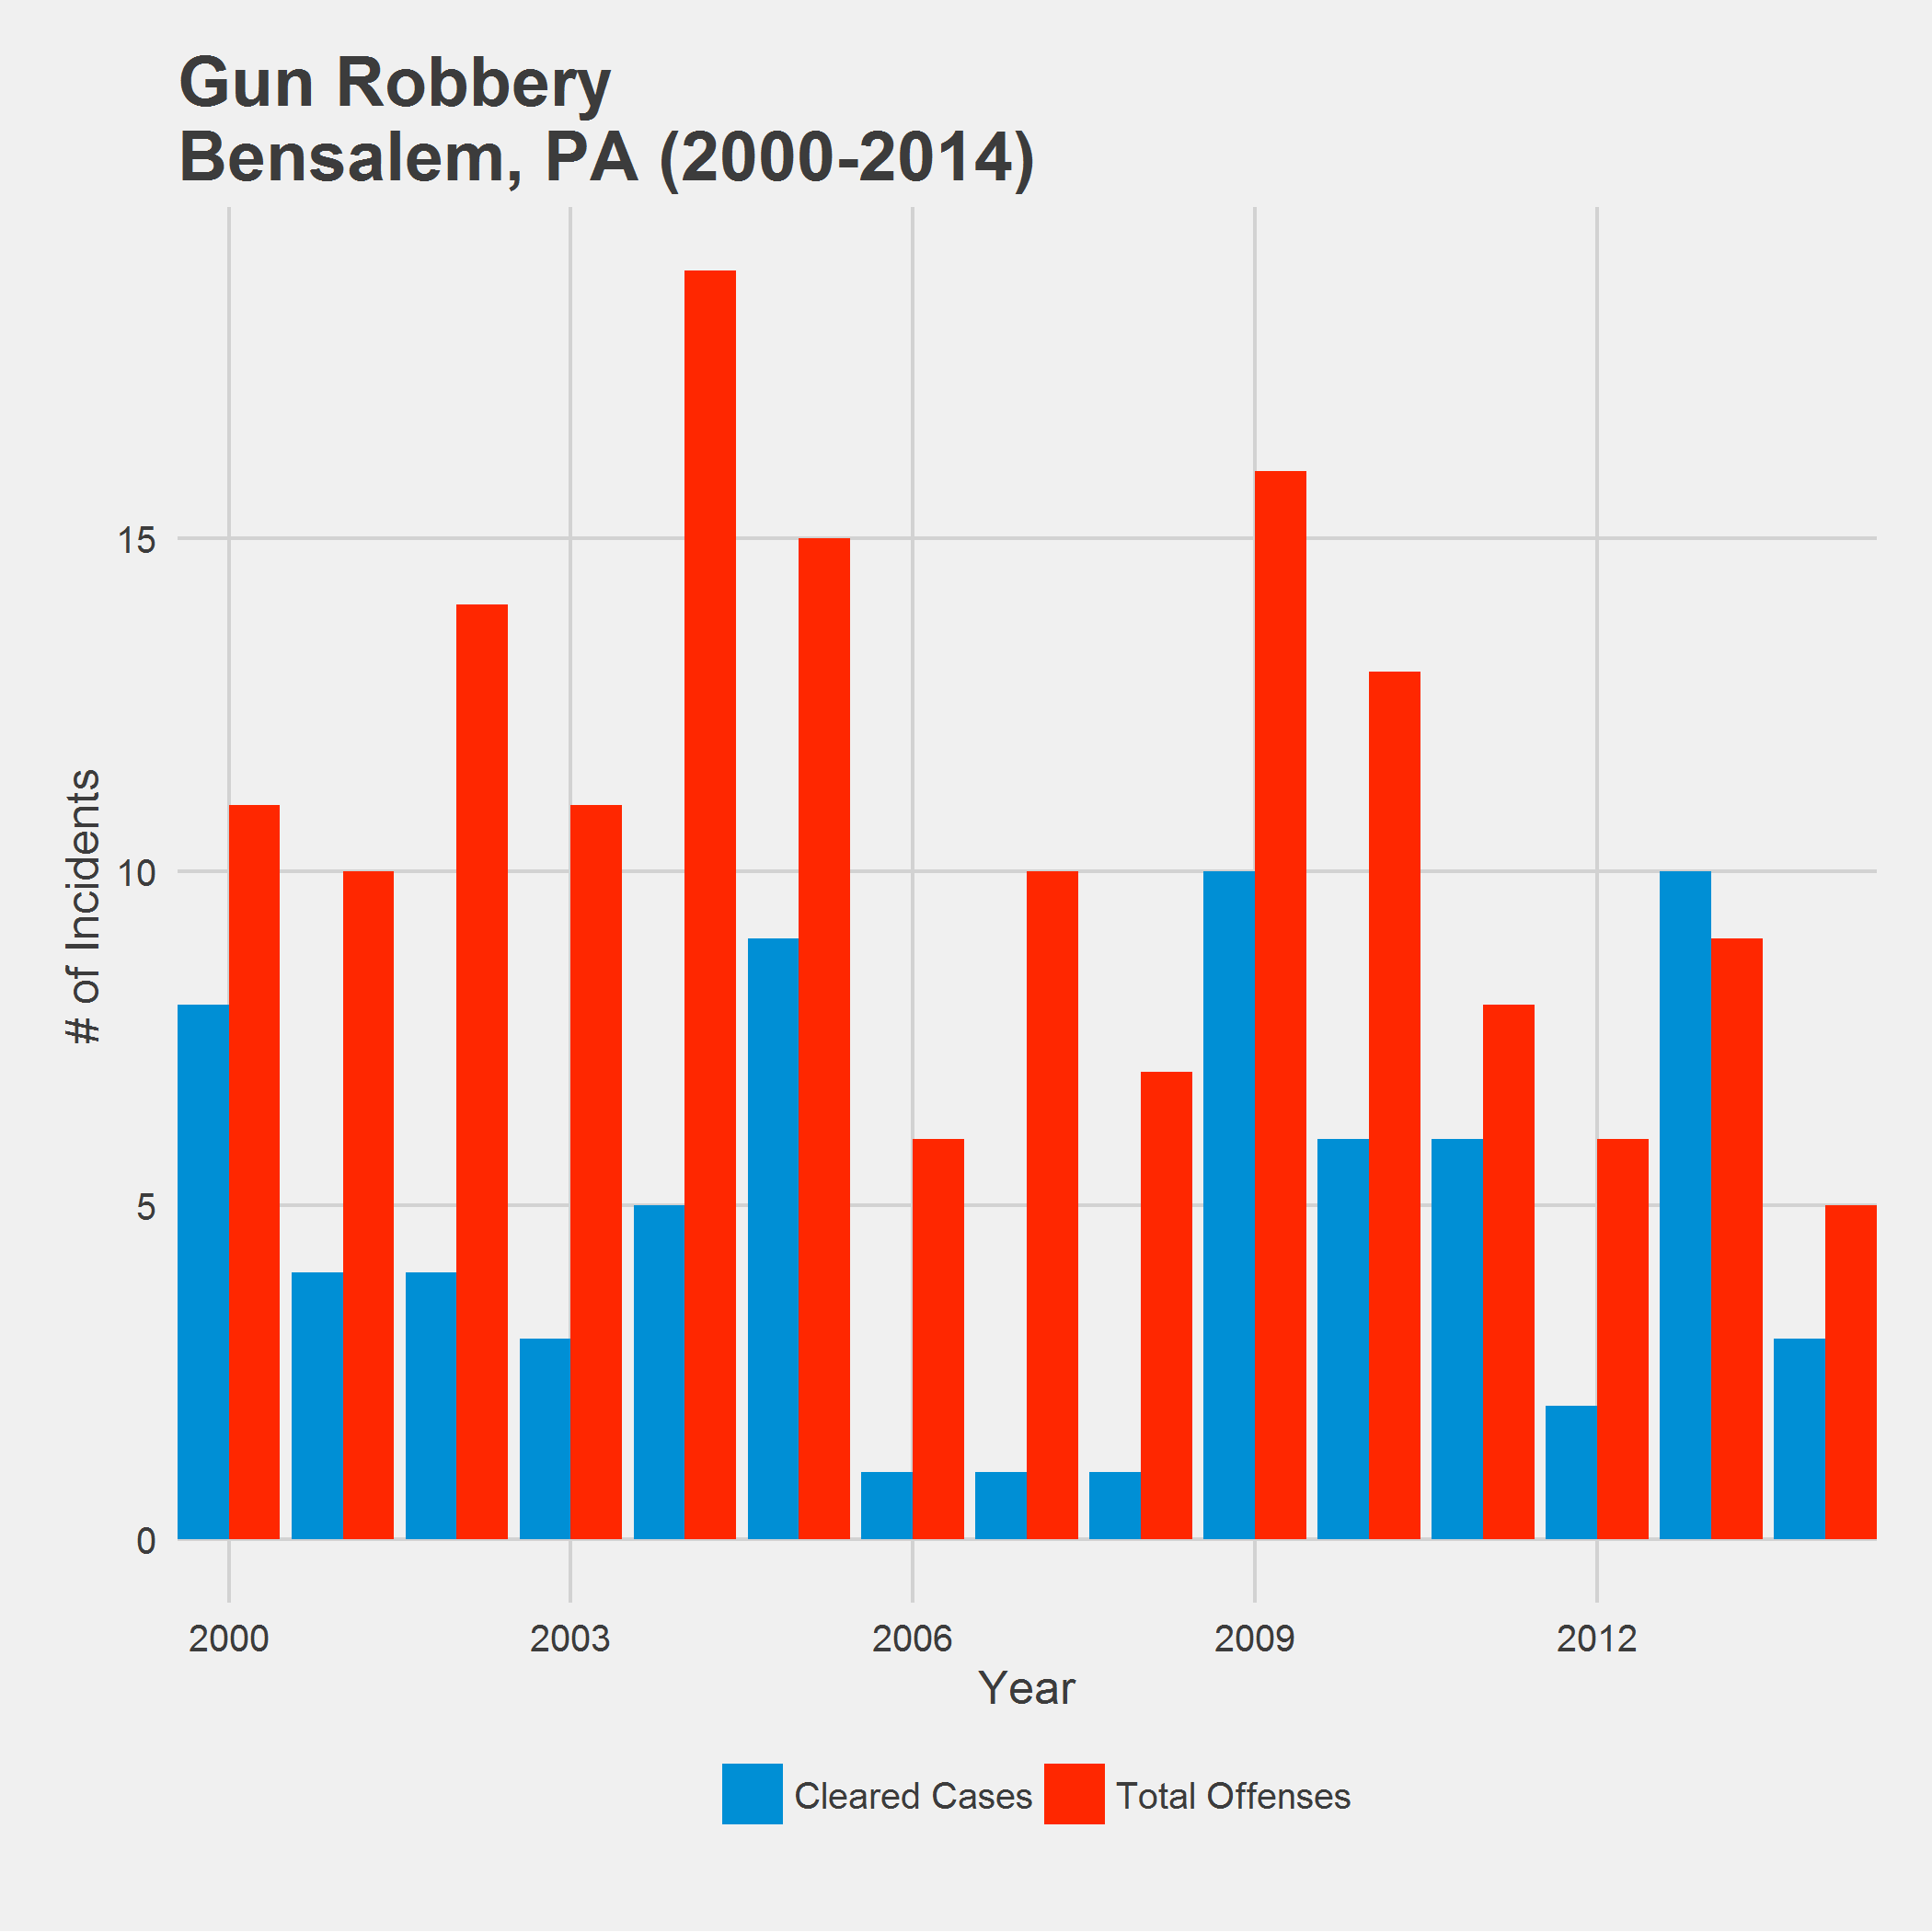 Gun Robbery
Bensalem, PA (2000-2014)
# of Incidents
15
10
5
0
2000 2003 2006 2009 2012
Year
Cleared Cases Total Offenses